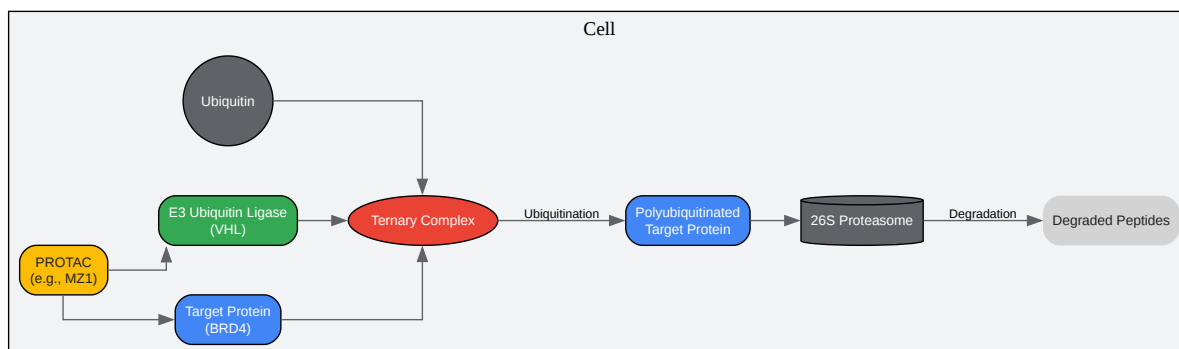 Cell
Ubiquitin
E3 Ubiquitin Ligase
(VHL)
Ternary Complex
Ubiquitination
Polyubiquitinated
Target Protein
26S Proteasome
Degradation
Degraded Peptides
PROTAC
(e.g., MZ1)
Target Protein
(BRD4)